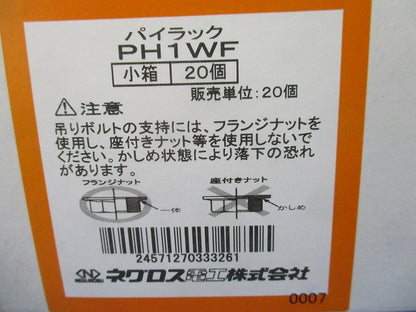 パイラック
PH1WF
小箱 20個
販売単位:20個
⚠注意
吊りボルトの支持には、フランジナットを
使用し、座付きナット等を使用しないで
ください。かしめ状態により落下の恐れ
があります。
フランジナット 座付きナット
一体 かしめ
24571270333261
NEGUROSU ネグロス電工株式会社
0007